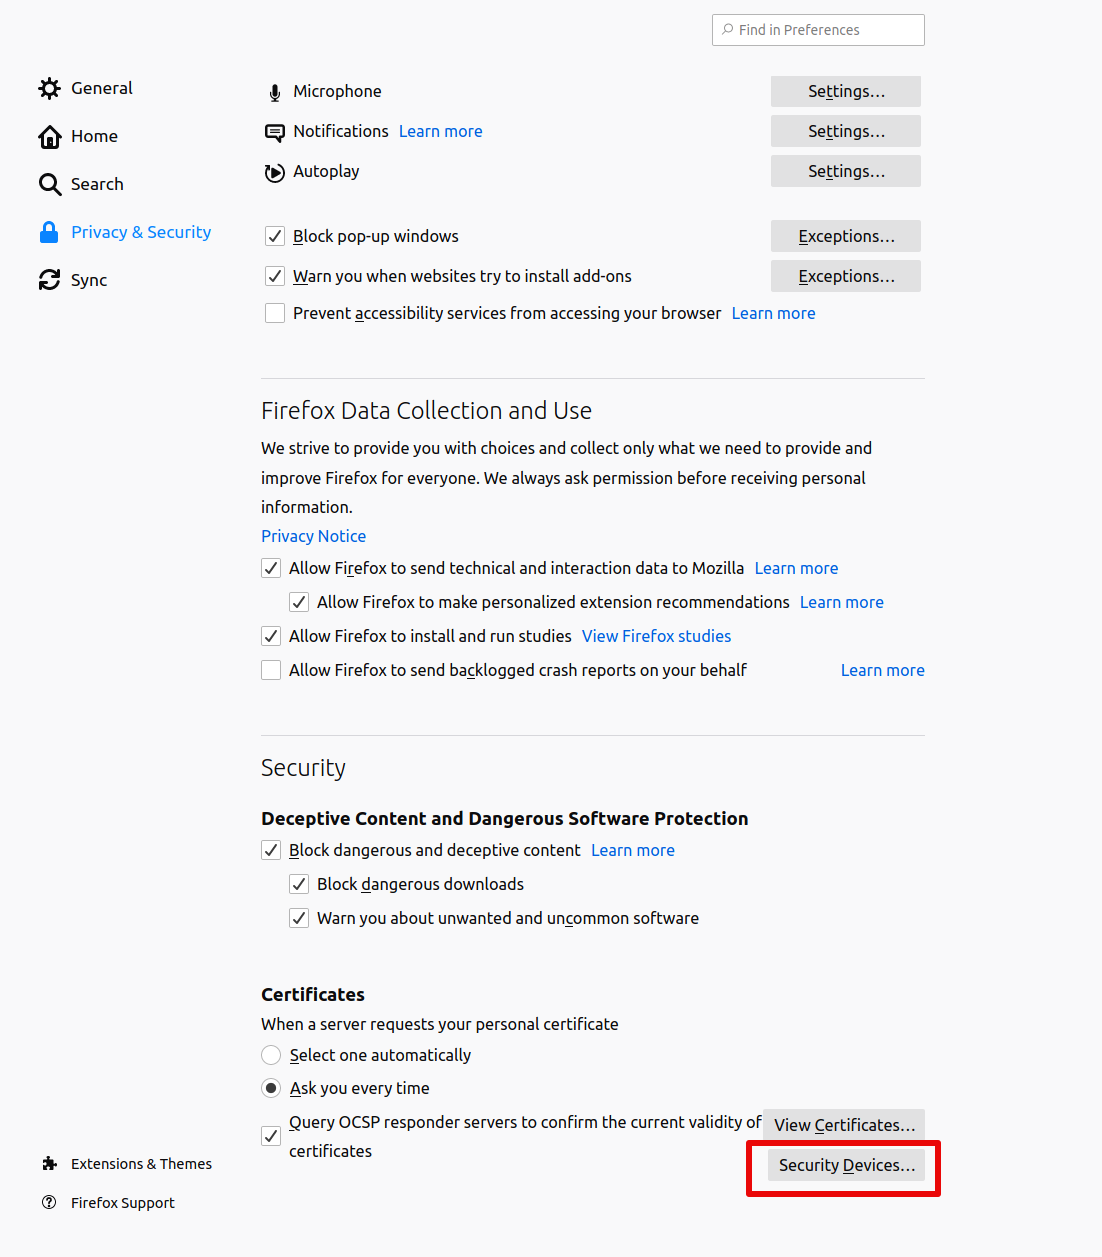 Find in Preferences
General
Home
Search
Privacy & Security
Sync
Microphone Settings...
Notifications Learn more Settings...
Autoplay Settings...
Block pop-up windows Exceptions...
Warn you when websites try to install add-ons Exceptions...
Prevent accessibility services from accessing your browser Learn more
Firefox Data Collection and Use
We strive to provide you with choices and collect only what we need to provide and
improve Firefox for everyone. We always ask permission before receiving personal
information.
Privacy Notice
Allow Firefox to send technical and interaction data to Mozilla Learn more
Allow Firefox to make personalized extension recommendations Learn more
Allow Firefox to install and run studies View Firefox studies
Allow Firefox to send backlogged crash reports on your behalf Learn more
Security
Deceptive Content and Dangerous Software Protection
Block dangerous and deceptive content Learn more
Block dangerous downloads
Warn you about unwanted and uncommon software
Certificates
When a server requests your personal certificate
Select one automatically
Ask you every time
Query OCSP responder servers to confirm the current validity of View Certificates...
certificates
Security Devices...
Extensions & Themes
Firefox Support